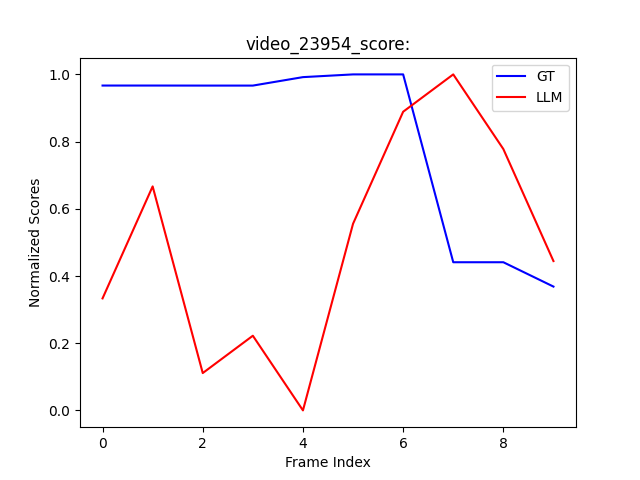 video_23954_score:
GT
LLM
Normalized Scores
1.0
0.8
0.6
0.4
0.2
0.0
0 2 4 6 8
Frame Index